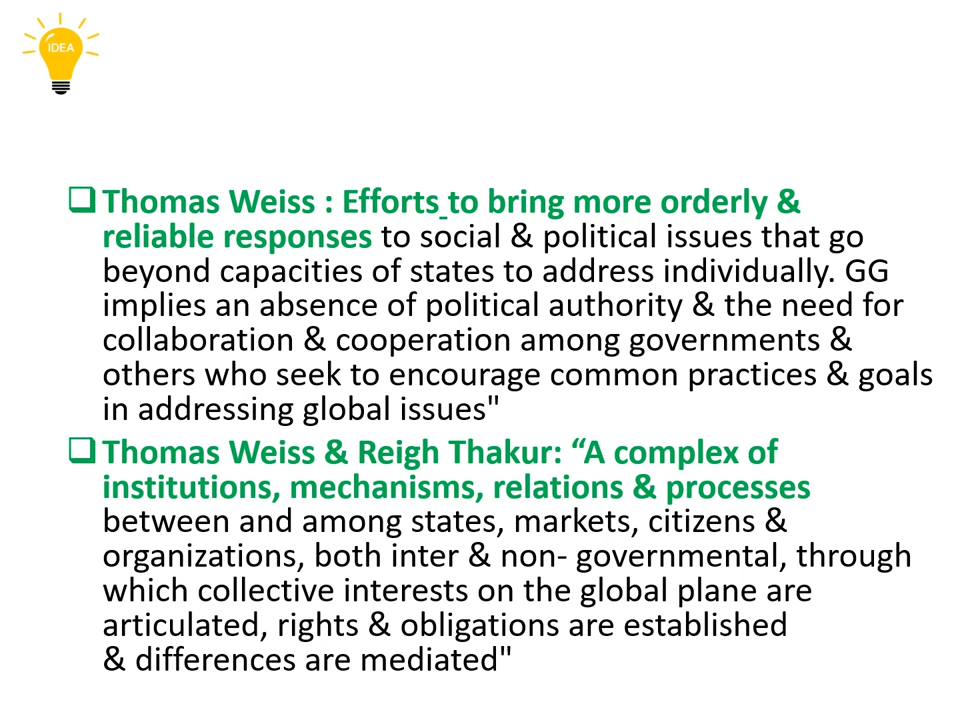 IDEA
Thomas Weiss : Efforts to bring more orderly &
reliable responses to social & political issues that go
beyond capacities of states to address individually. GG
implies an absence of political authority & the need for
collaboration & cooperation among governments &
others who seek to encourage common practices & goals
in addressing global issues"
Thomas Weiss & Reigh Thakur: “A complex of
institutions, mechanisms, relations & processes
between and among states, markets, citizens &
organizations, both inter & non- governmental, through
which collective interests on the global plane are
articulated, rights & obligations are established
& differences are mediated"